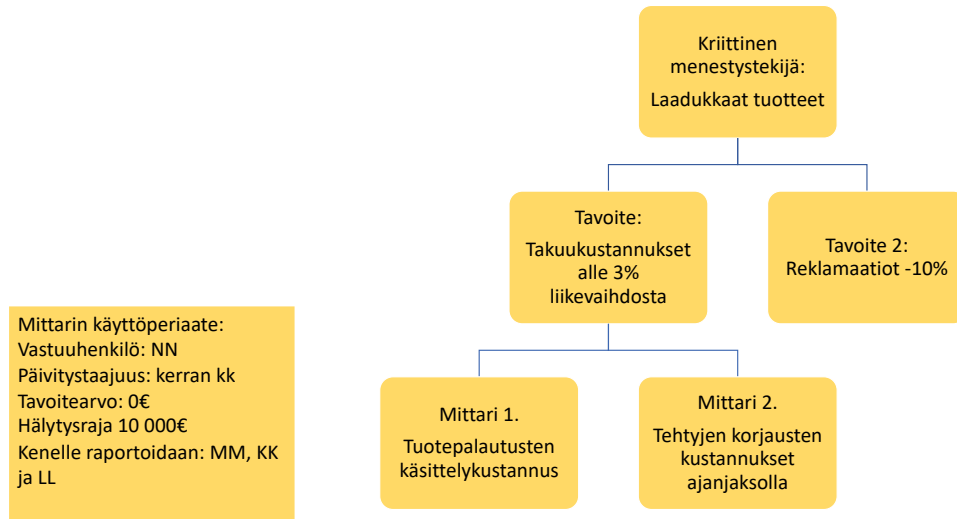 Kriittinen
menestystekijä:
Laadukkaat tuotteet
Tavoite:
Takuukustannukset
alle 3%
liikevaihdosta
Tavoite 2:
Reklamaatiot -10%
Mittarin käyttöperiaate:
Vastuuhenkilö: NN
Päivitystaajuus: kerran kk
Tavoitearvo: 0€
Hälytysraja 10 000€
Kenelle raportoidaan: MM, KK
ja LL
Mittari 1.
Tuotepalautusten
käsittelykustannus
Mittari 2.
Tehtyjen korjausten
kustannukset
ajanjaksolla